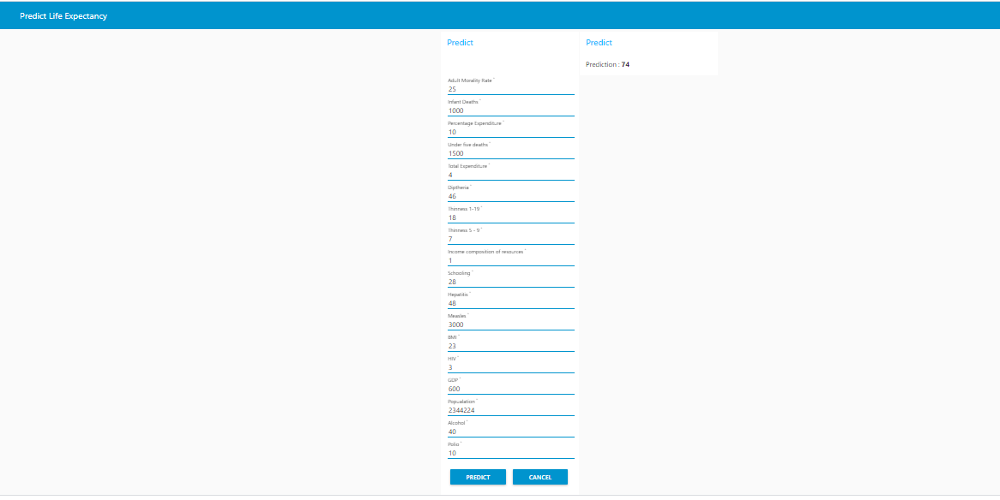 Predict Life Expectancy
Predict
Adult Morality Rate *
25
Infant Deaths *
1000
Percentage Expenditure *
10
Under five deaths *
1500
Total Expenditure *
4
Diptheria *
46
Thinness 1-19 *
18
Thinness 5 - 9 *
7
Income composition of resources *
1
Schooling *
28
Hepatitis *
48
Measles *
3000
BMI *
23
HIV *
3
GDP *
600
Popualation *
2344224
Alcohol *
40
Polio *
10
PREDICT CANCEL
Predict
Prediction : 74